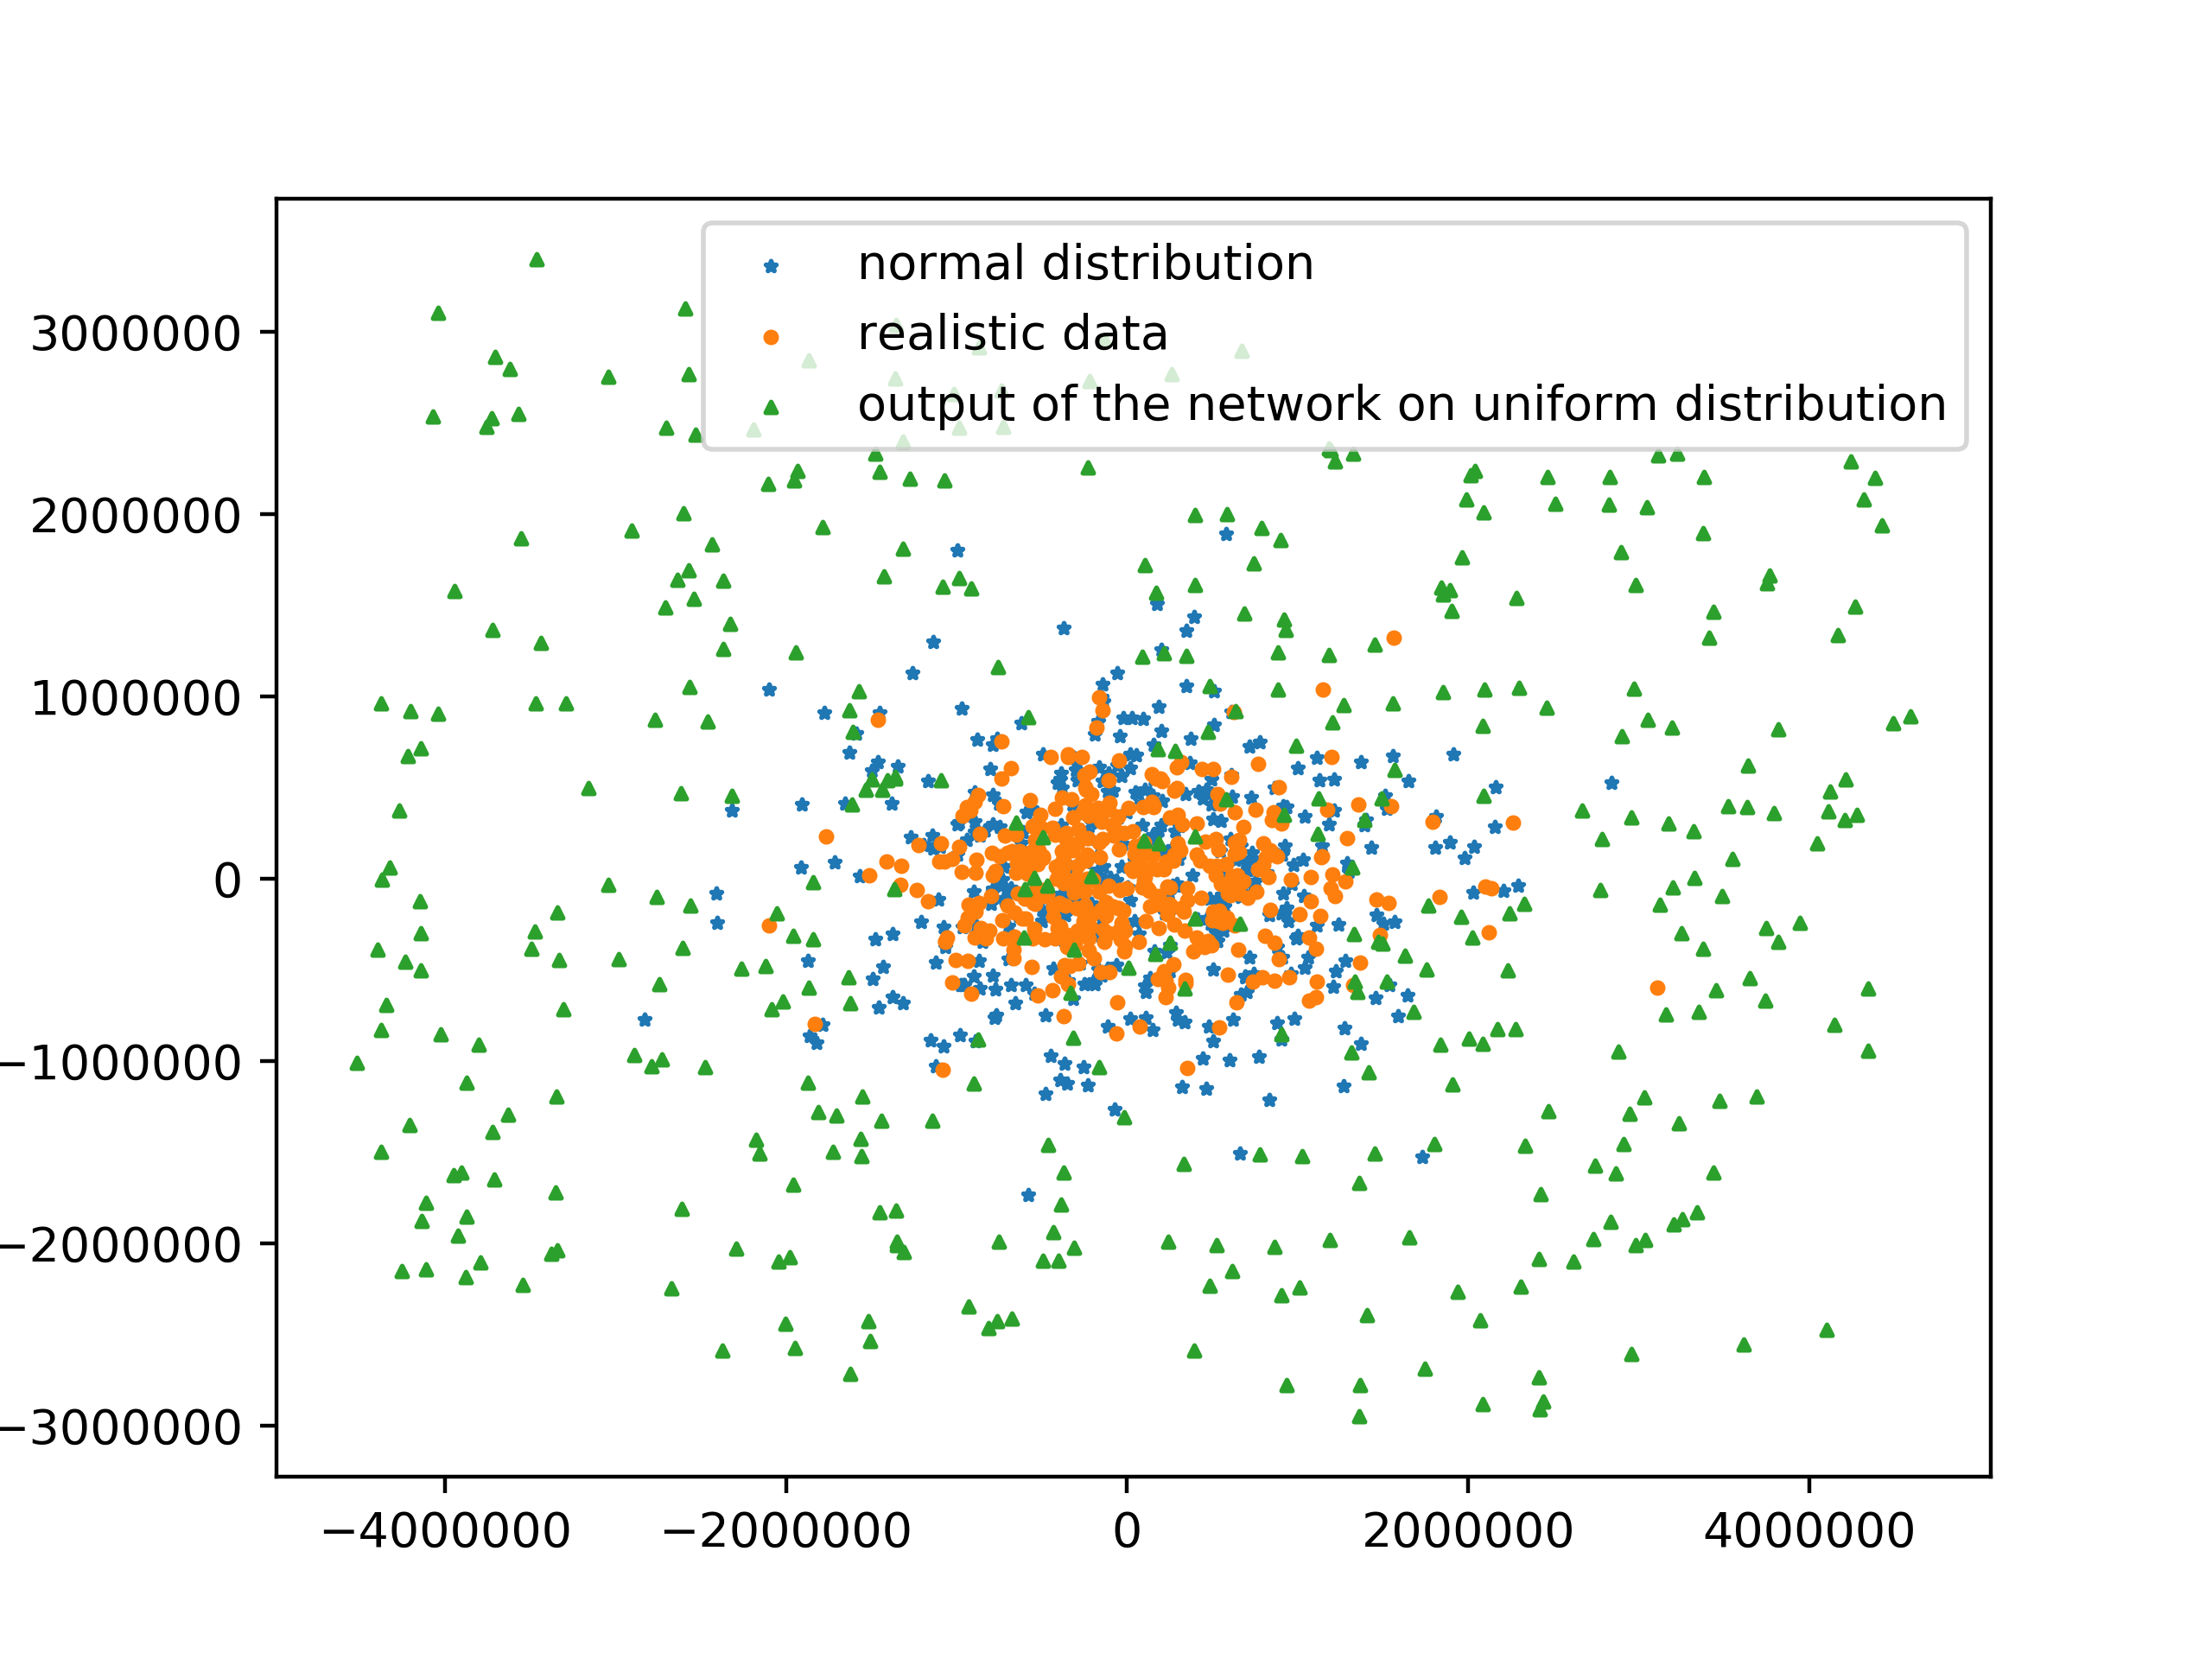 normal distribution
realistic data
output of the network on uniform distribution
3000000
2000000
1000000
0
−1000000
−2000000
−3000000
−4000000 −2000000 0 2000000 4000000